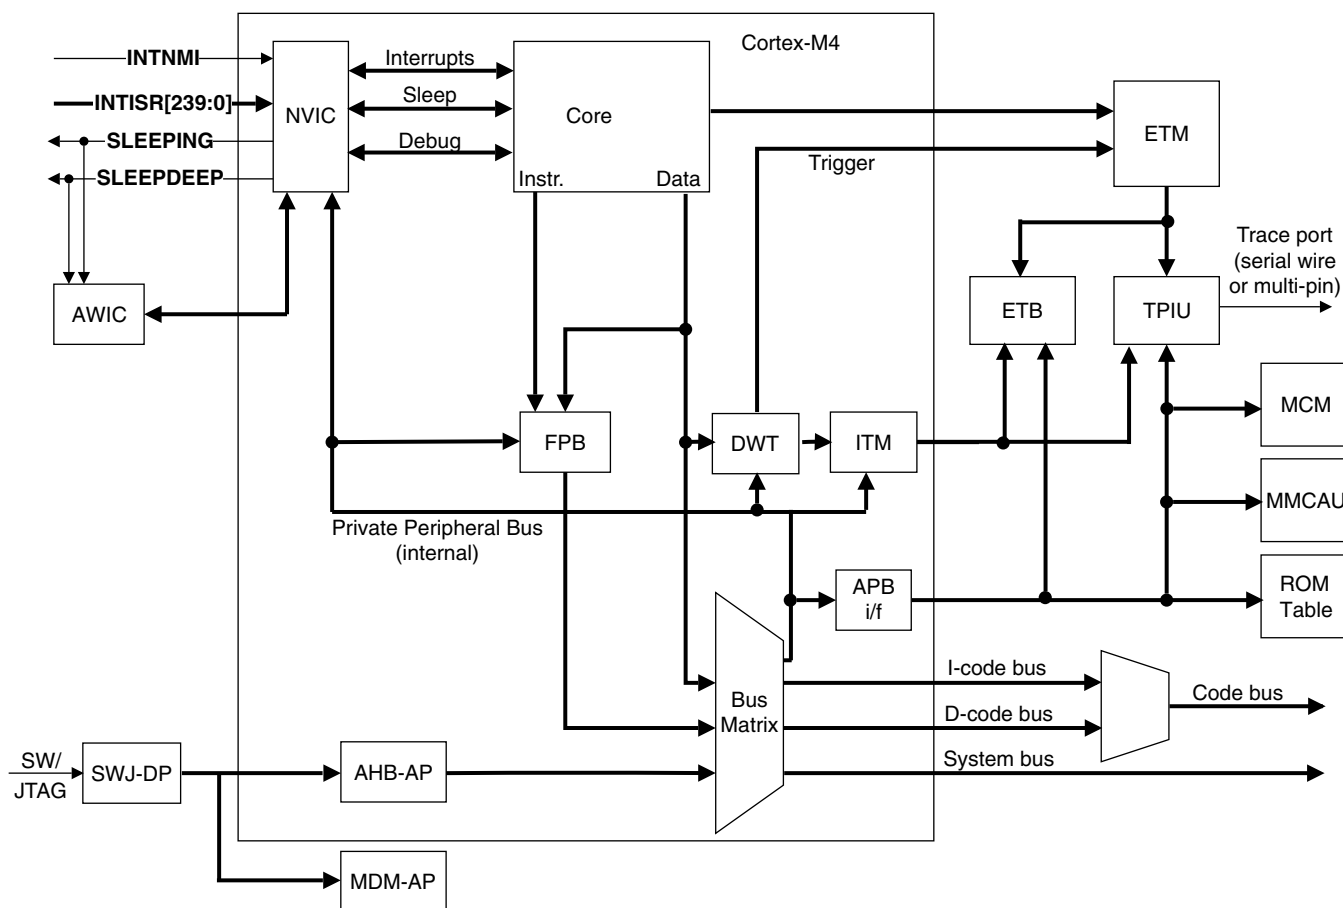 Cortex-M4
INTNMI
INTISR[239:0]
SLEEPING
SLEEPDEEP
NVIC
Interrupts
Sleep
Debug
Core
Instr.
Data
ETM
Trigger
Trace port
(serial wire
or multi-pin)
AWIC
ETB
TPIU
MCM
FPB
DWT
ITM
MMCAU
Private Peripheral Bus
(internal)
APB
i/f
ROM
Table
Bus
Matrix
I-code bus
D-code bus
System bus
Code bus
SW/
JTAG
SWJ-DP
AHB-AP
MDM-AP